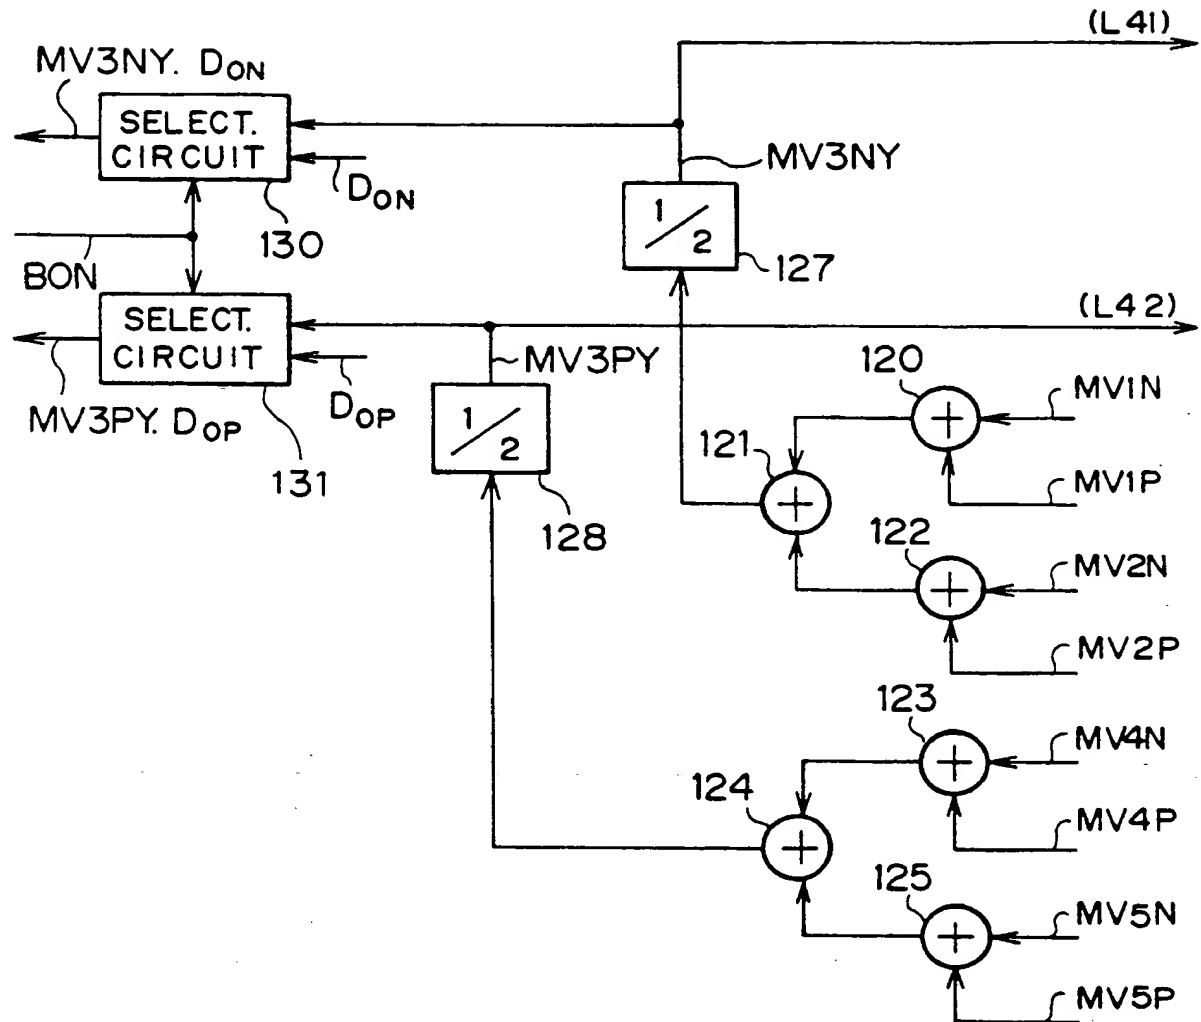 (L41)
MV3NY. DON
SELECT.
CIRCUIT
DON
MV3NY
130
1/2
127
BON
SELECT.
CIRCUIT
(L42)
MV3PY
MV3PY. DOP
DOP
131
1/2
128
120
MV1N
121
MV1P
122
MV2N
MV2P
123
MV4N
124
MV4P
125
MV5N
MV5P